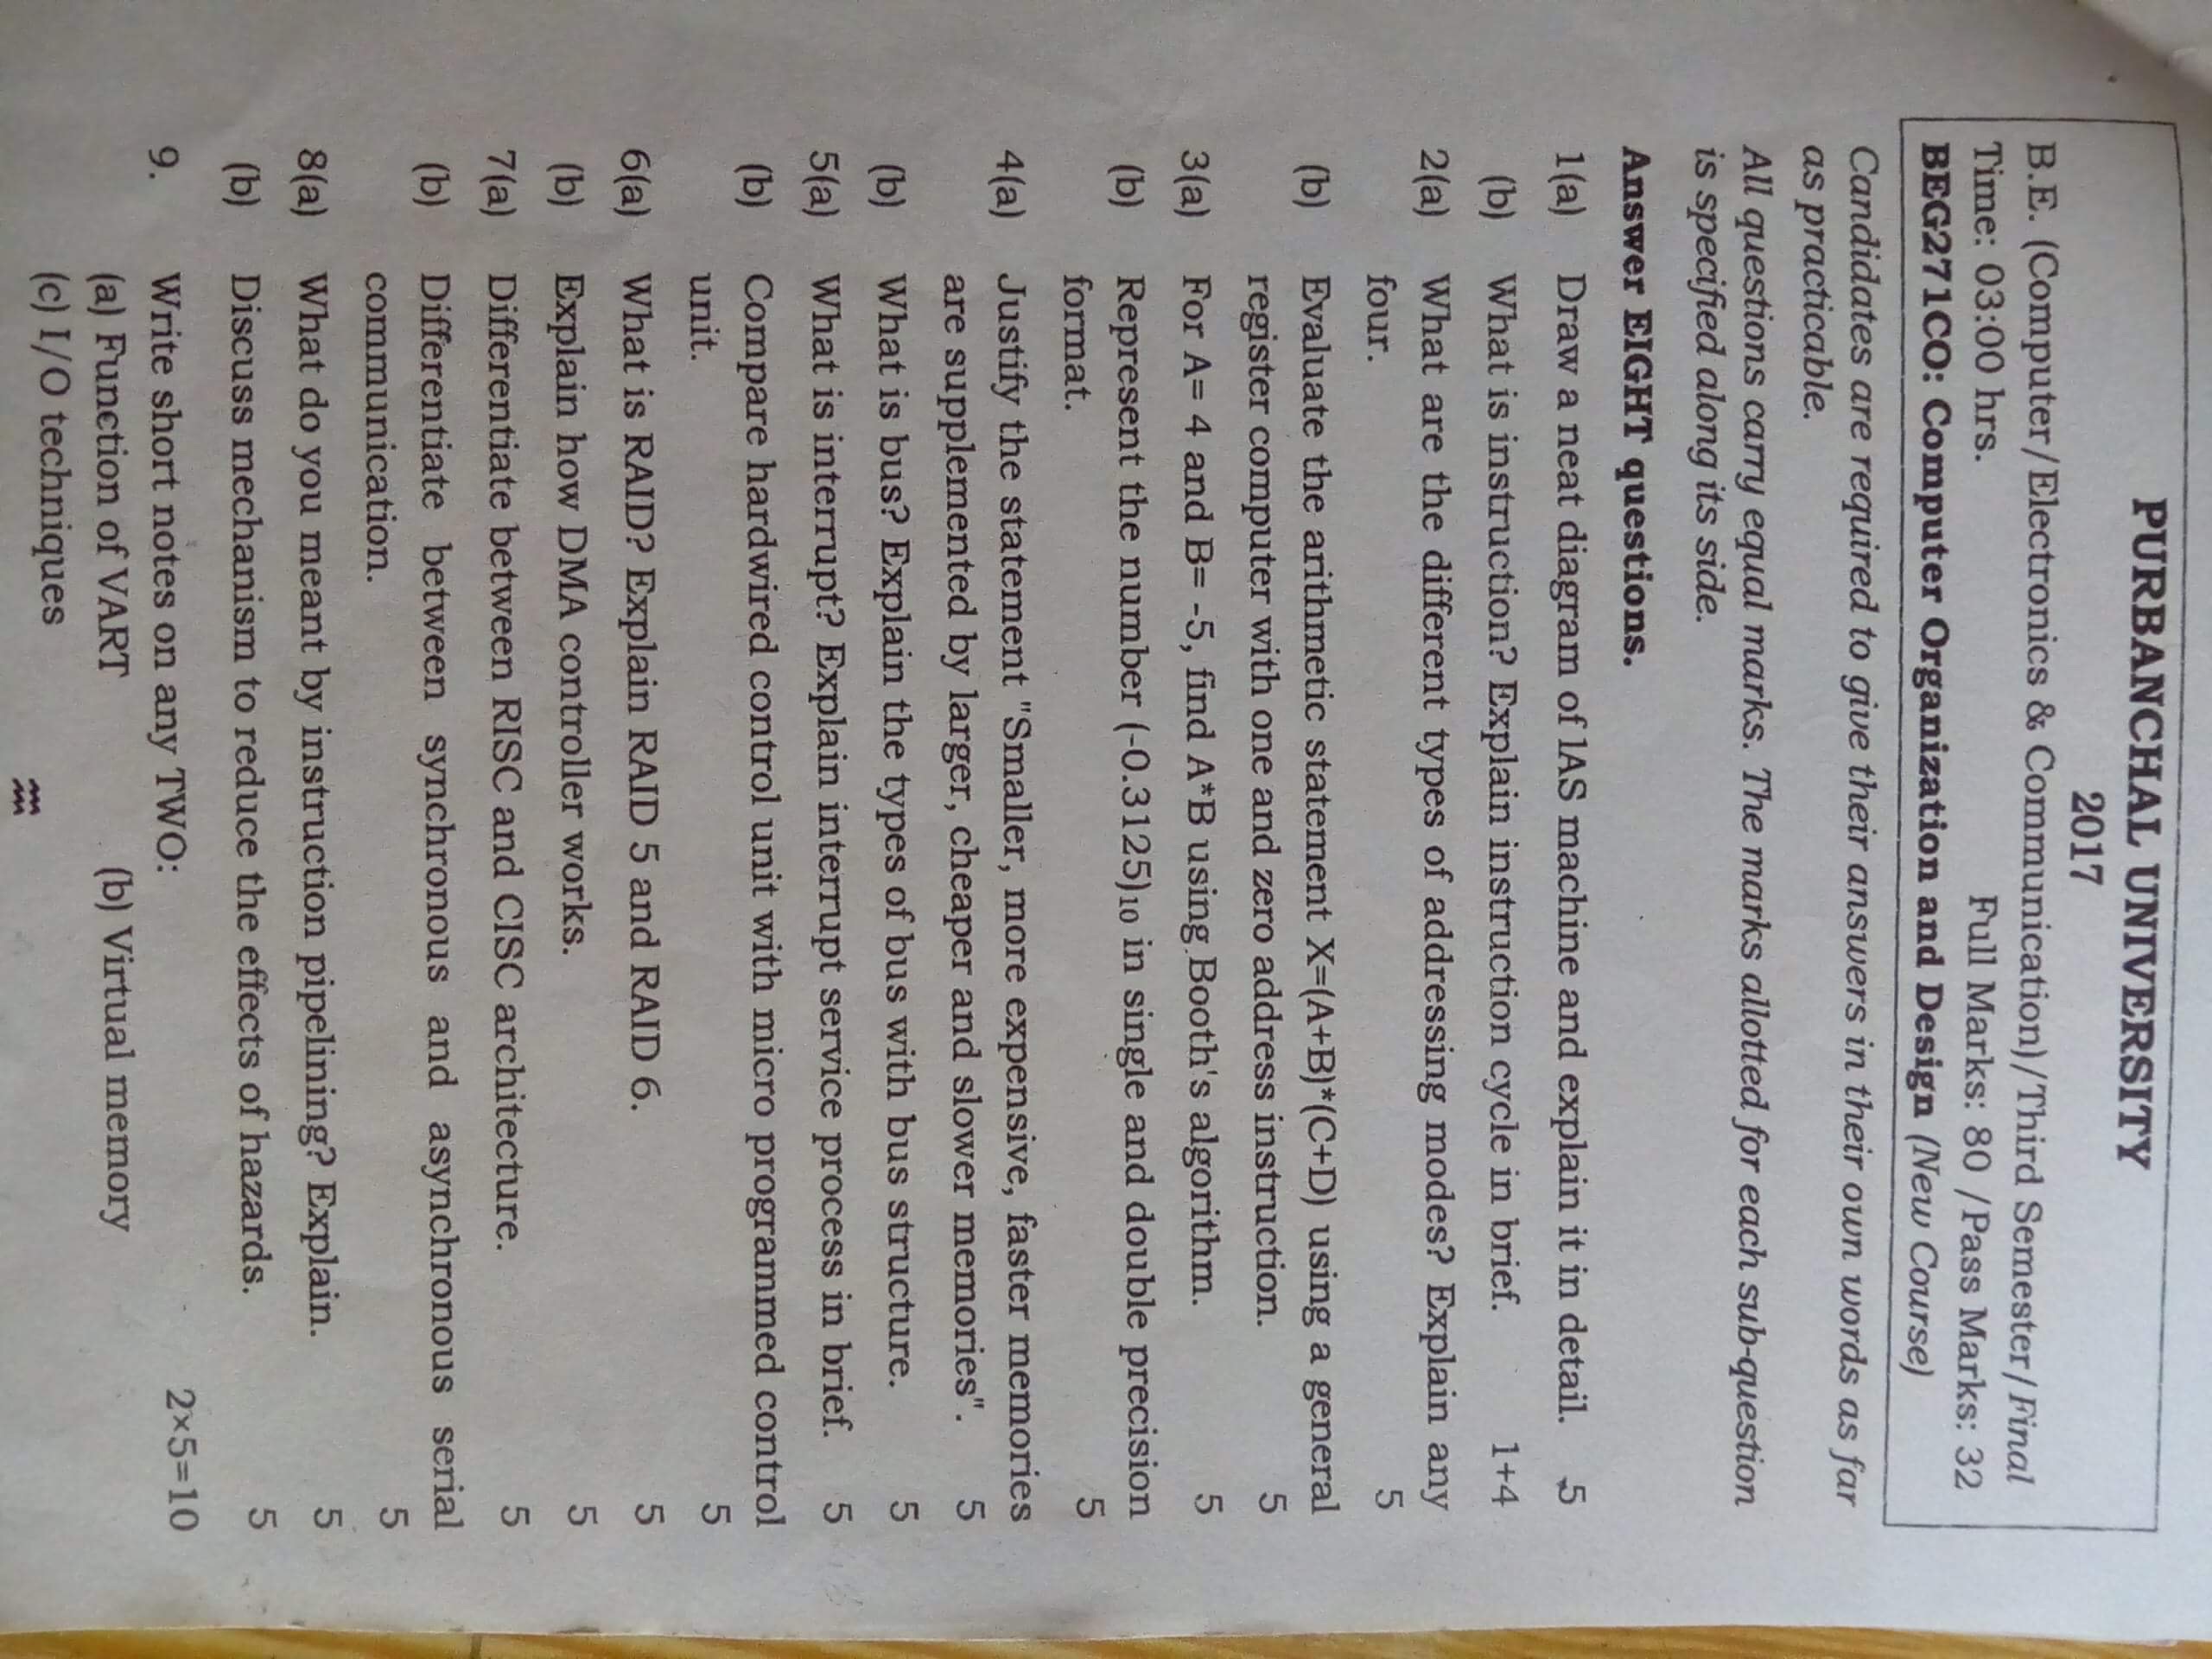 PURBANCHAL UNIVERSITY
2017
B.E. (Computer/Electronics & Communication)/Third Semester/Final
Time: 03:00 hrs. Full Marks: 80 /Pass Marks: 32
BEG271CO: Computer Organization and Design (New Course)
Candidates are required to give their answers in their own words as far
as practicable.
All questions carry equal marks. The marks allotted for each sub-question
is specified along its side.
Answer EIGHT questions.
1(a) Draw a neat diagram of lAS machine and explain it in detail. 5
(b) What is instruction? Explain instruction cycle in brief. 1+4
2(a) What are the different types of addressing modes? Explain any
four. 5
(b) Evaluate the arithmetic statement X=(A+B)*(C+D) using a general
register computer with one and zero address instruction. 5
3(a) For A= 4 and B= -5, find A*B using Booth's algorithm. 5
(b) Represent the number (-0.3125)10 in single and double precision
format. 5
4(a) Justify the statement "Smaller, more expensive, faster memories
are supplemented by larger, cheaper and slower memories". 5
(b) What is bus? Explain the types of bus with bus structure. 5
5(a) What is interrupt? Explain interrupt service process in brief. 5
(b) Compare hardwired control unit with micro programmed control
unit. 5
6(a) What is RAID? Explain RAID 5 and RAID 6. 5
(b) Explain how DMA controller works. 5
7(a) Differentiate between RISC and CISC architecture. 5
(b) Differentiate between synchronous and asynchronous serial
communication. 5
8(a) What do you meant by instruction pipelining? Explain. 5
(b) Discuss mechanism to reduce the effects of hazards. 5
9. Write short notes on any TWO: 2×5=10
(a) Function of VART (b) Virtual memory
(c) I/O techniques